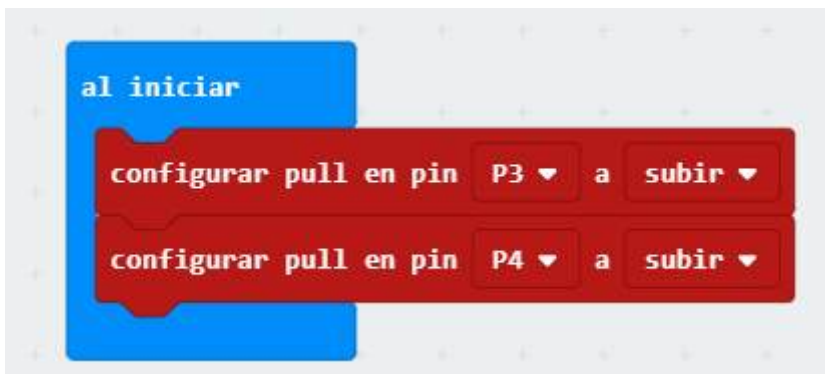 al iniciar
configurar pull en pin P3 a subir
configurar pull en pin P4 a subir